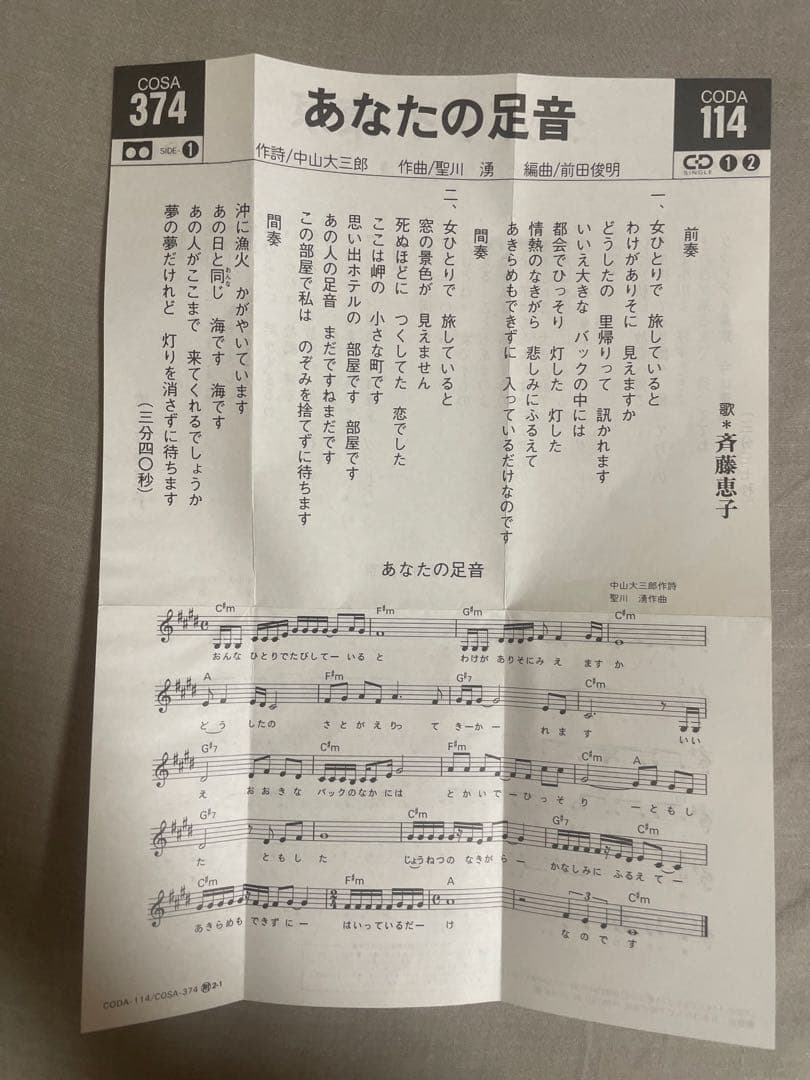 COSA
374
SIDE-1
あなたの足音
作詩/中山大三郎 作曲/聖川 湧 編曲/前田俊明
CODA
114
CD
SINGLE
1 2
歌*斉藤恵子
前奏
一、女ひとりで 旅していると
わけがありそに 見えますか
どうしたの 里帰りって 訊かれます
いいえ大きな バックの中には
都会でひっそり 灯した 灯した
情熱のなきがら 悲しみにふるえて
あきらめもできずに 入っているだけなのです
間奏
二、女ひとりで 旅していると
窓の景色が 見えません
死ぬほどに つくしてた 恋でした
ここは岬の 小さな町です
思い出ホテルの 部屋です 部屋です
あの人の足音 まだですねまだです
この部屋で私は のぞみを捨てずに待ちます
間奏
沖に漁火 かがやいています
あの日と同じ 海です 海です
おんな
あの人がここまで 来てくれるでしょうか
夢の夢だけれど 灯りを消さずに待ちます
(三分四〇秒)
あなたの足音
中山大三郎作詩
聖川 湧作曲
C♯m F♯m G♯m C♯m
おんな ひとりでたびしてー いると わけが ありそにみえ ますか
A F♯m G♯7 C♯m
どう したの さとがえりっ て きーかー れます いい
G♯7 C♯m F♯m C♯m A
え おおきな バックのなかには とかいでーひっそり ーともし
G♯7 C♯m G♯7 C♯m
た ともした じょうねつの なきがらー かなしみに ふるえてー
C♯m F♯m A 3 C♯m
2/4
あきらめも できずにー はいっているだー け なのです
CODA-114/COSA-374 2-1